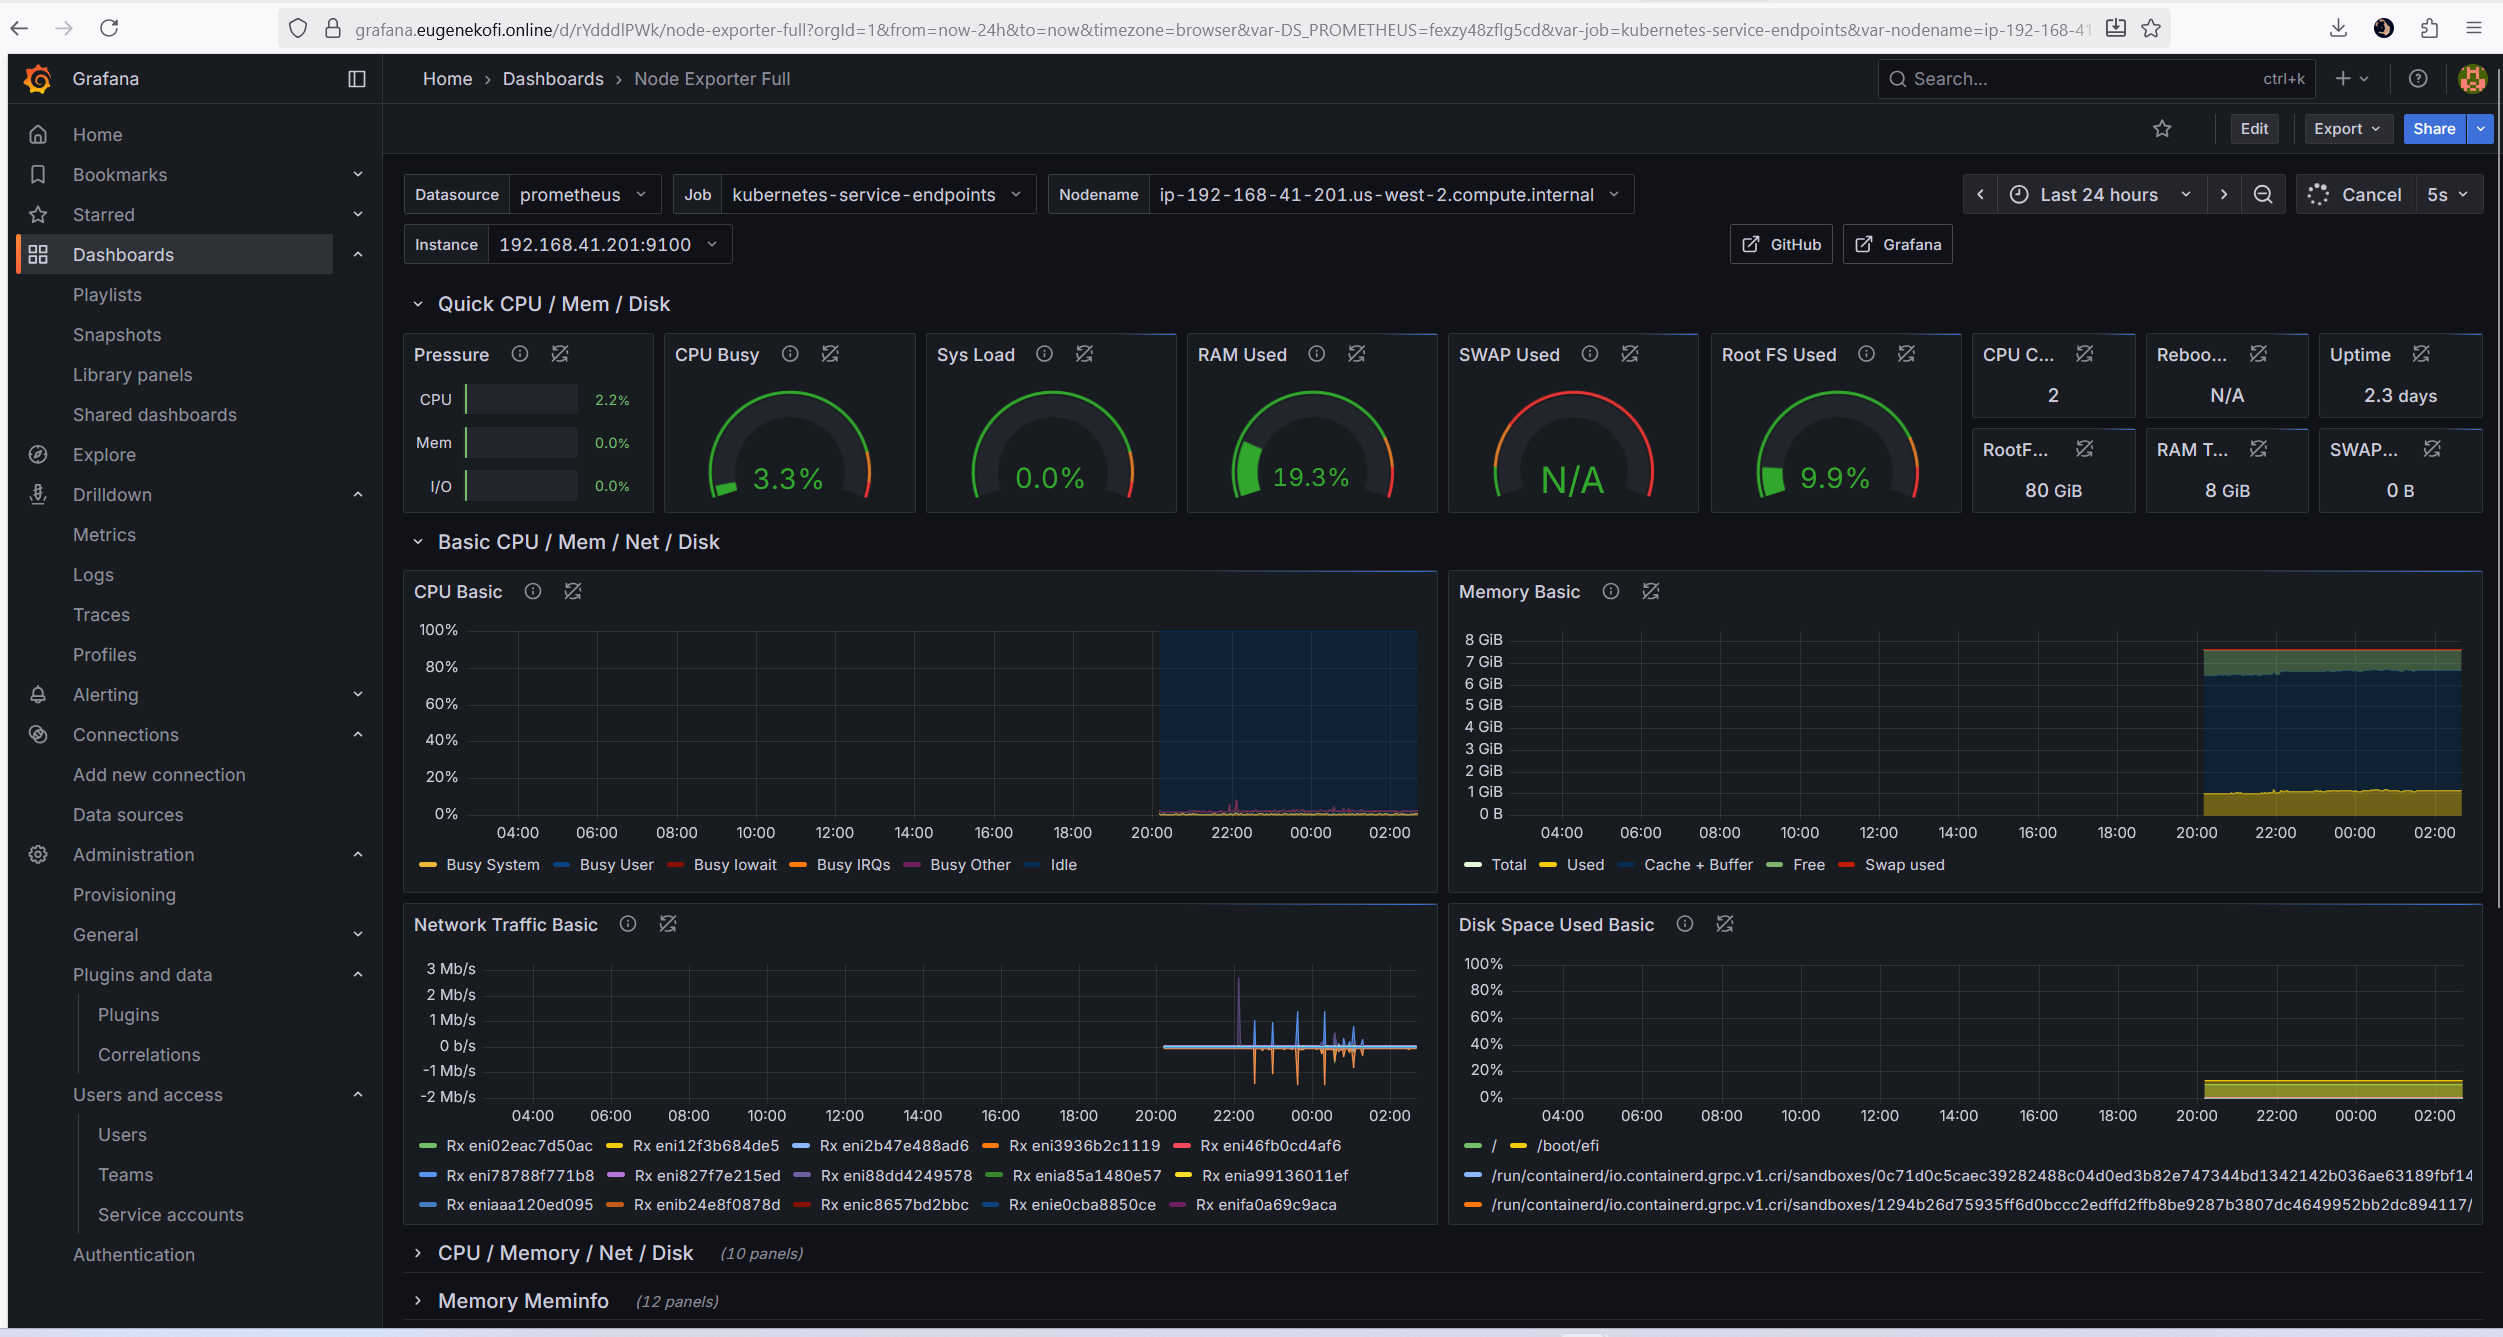 grafana.eugenekofi.online/d/rYdddlPWk/node-exporter-full?orgId=1&from=now-24h&to=now&timezone=browser&var-DS_PROMETHEUS=fexzy48zflg5cd&var-job=kubernetes-service-endpoints&var-nodename=ip-192-168-41
Grafana
Home › Dashboards › Node Exporter Full
Search... ctrl+k
Edit Export Share
Home
Bookmarks
Starred
Dashboards
Playlists
Snapshots
Library panels
Shared dashboards
Explore
Drilldown
Metrics
Logs
Traces
Profiles
Alerting
Connections
Add new connection
Data sources
Administration
Provisioning
General
Plugins and data
Plugins
Correlations
Users and access
Users
Teams
Service accounts
Authentication
Datasource prometheus Job kubernetes-service-endpoints Nodename ip-192-168-41-201.us-west-2.compute.internal Last 24 hours Cancel 5s
Instance 192.168.41.201:9100 GitHub Grafana
Quick CPU / Mem / Disk
Pressure
CPU 2.2%
Mem 0.0%
I/O 0.0%
CPU Busy
3.3%
Sys Load
0.0%
RAM Used
19.3%
SWAP Used
N/A
Root FS Used
9.9%
CPU C...
2
Reboo...
N/A
Uptime
2.3 days
RootF...
80 GiB
RAM T...
8 GiB
SWAP...
0 B
Basic CPU / Mem / Net / Disk
CPU Basic
100%
80%
60%
40%
20%
0%
04:00 06:00 08:00 10:00 12:00 14:00 16:00 18:00 20:00 22:00 00:00 02:00
Busy System Busy User Busy Iowait Busy IRQs Busy Other Idle
Memory Basic
8 GiB
7 GiB
6 GiB
5 GiB
4 GiB
3 GiB
2 GiB
1 GiB
0 B
04:00 06:00 08:00 10:00 12:00 14:00 16:00 18:00 20:00 22:00 00:00 02:00
Total Used Cache + Buffer Free Swap used
Network Traffic Basic
3 Mb/s
2 Mb/s
1 Mb/s
0 b/s
-1 Mb/s
-2 Mb/s
04:00 06:00 08:00 10:00 12:00 14:00 16:00 18:00 20:00 22:00 00:00 02:00
Rx eni02eac7d50ac Rx eni12f3b684de5 Rx eni2b47e488ad6 Rx eni3936b2c1119 Rx eni46fb0cd4af6
Rx eni78788f771b8 Rx eni827f7e215ed Rx eni88dd4249578 Rx enia85a1480e57 Rx enia99136011ef
Rx eniaaa120ed095 Rx enib24e8f0878d Rx enic8657bd2bbc Rx enie0cba8850ce Rx enifa0a69c9aca
Disk Space Used Basic
100%
80%
60%
40%
20%
0%
04:00 06:00 08:00 10:00 12:00 14:00 16:00 18:00 20:00 22:00 00:00 02:00
/ /boot/efi
/run/containerd/io.containerd.grpc.v1.cri/sandboxes/0c71d0c5caec39282488c04d0ed3b82e747344bd1342142b036ae63189fbf14
/run/containerd/io.containerd.grpc.v1.cri/sandboxes/1294b26d75935ff6d0bccc2edffd2ffb8be9287b3807dc4649952bb2dc894117/
CPU / Memory / Net / Disk (10 panels)
Memory Meminfo (12 panels)